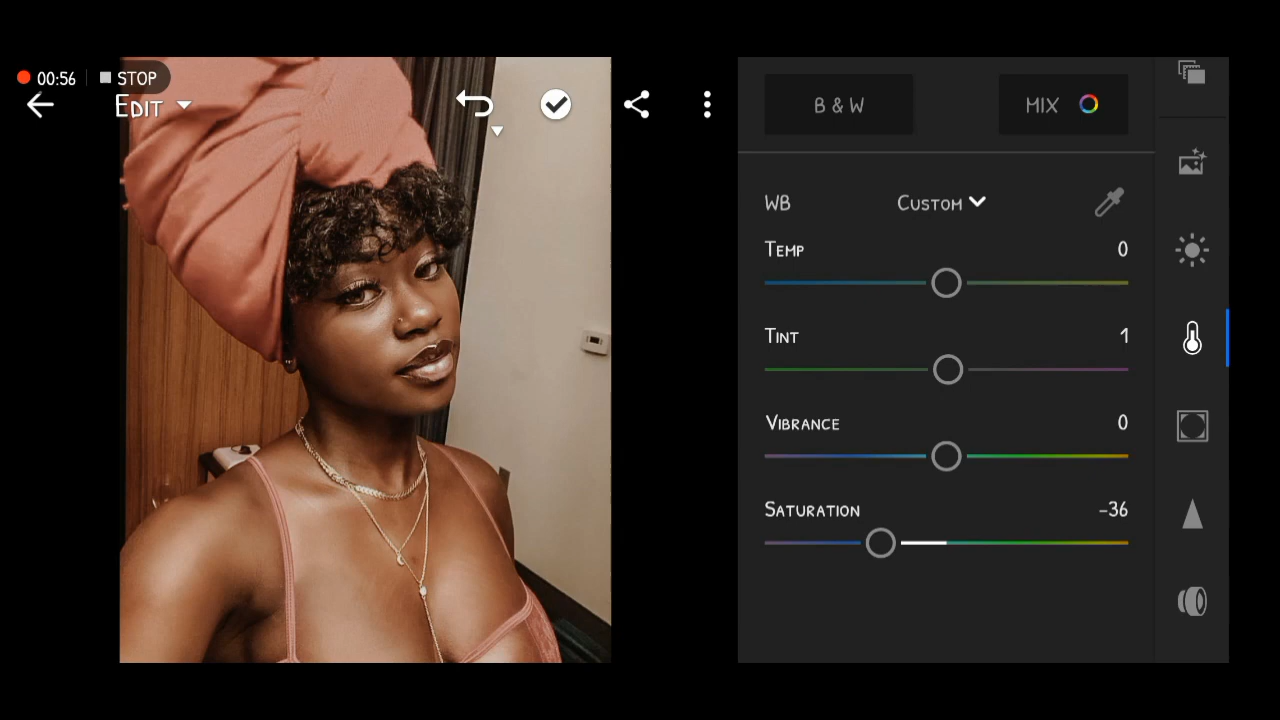 00:56 STOP
EDIT
B & W
MIX
WB
CUSTOM
TEMP
0
TINT
1
VIBRANCE
0
SATURATION
-36